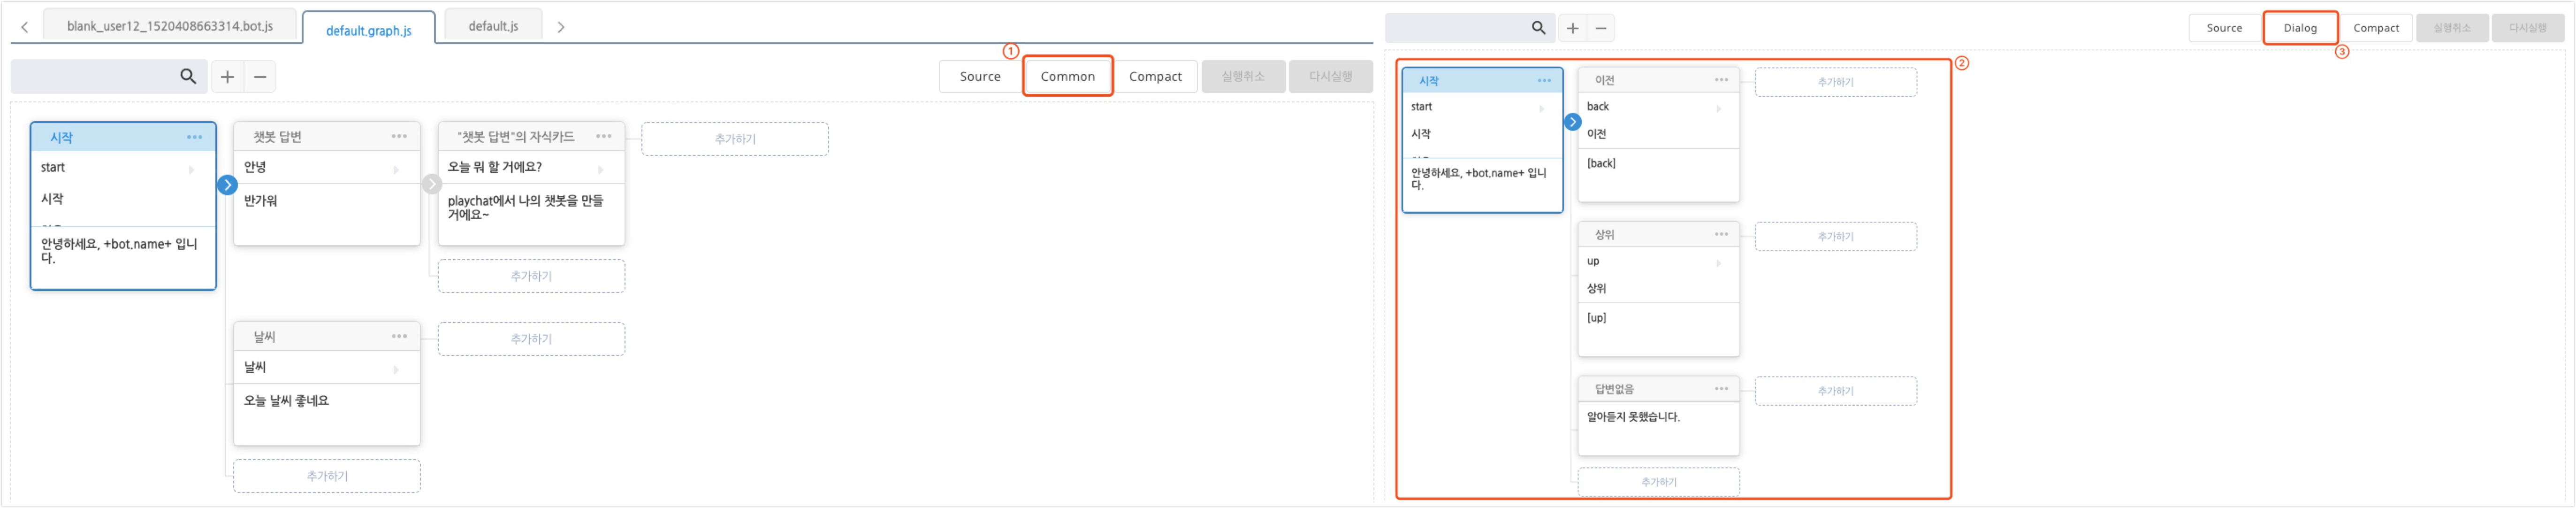 blank_user12_1520408663314.bot.js
default.graph.js
default.js
①
Source
Common
Compact
실행취소
다시실행
시작
start
시작
안녕하세요, +bot.name+ 입니
다.
챗봇 답변
안녕
반가워
"챗봇 답변"의 자식카드
오늘 뭐 할 거에요?
playchat에서 나의 챗봇을 만들
거에요~
추가하기
추가하기
날씨
날씨
오늘 날씨 좋네요
추가하기
추가하기
Source
Dialog
Compact
실행취소
다시실행
③
②
시작
start
시작
안녕하세요, +bot.name+ 입니
다.
이전
back
이전
[back]
추가하기
상위
up
상위
[up]
추가하기
답변없음
알아듣지 못했습니다.
추가하기
추가하기